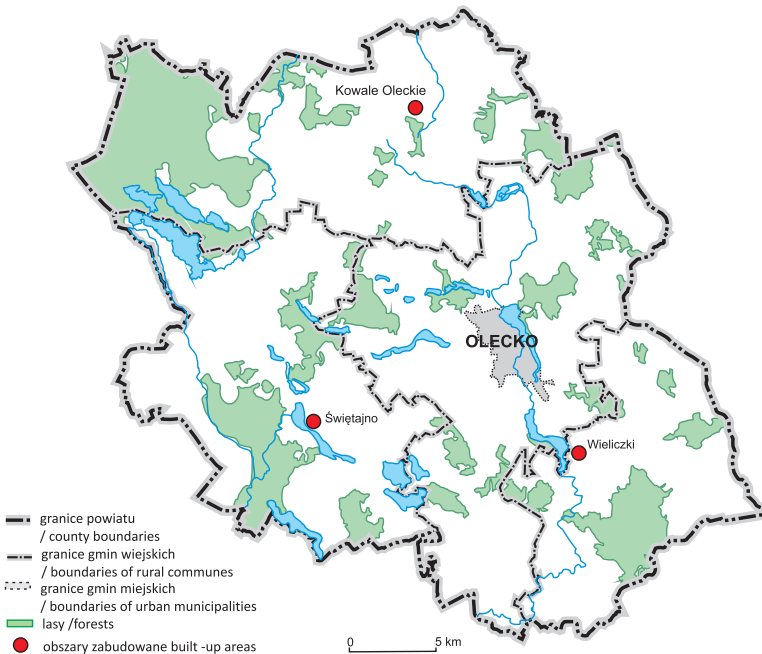 Kowale Oleckie
OLECKO
Świętajno
Wieliczki
granice powiatu
/ county boundaries
granice gmin wiejskich
/ boundaries of rural communes
granice gmin miejskich
/ boundaries of urban municipalities
lasy /forests
obszary zabudowane built -up areas
0 5 km